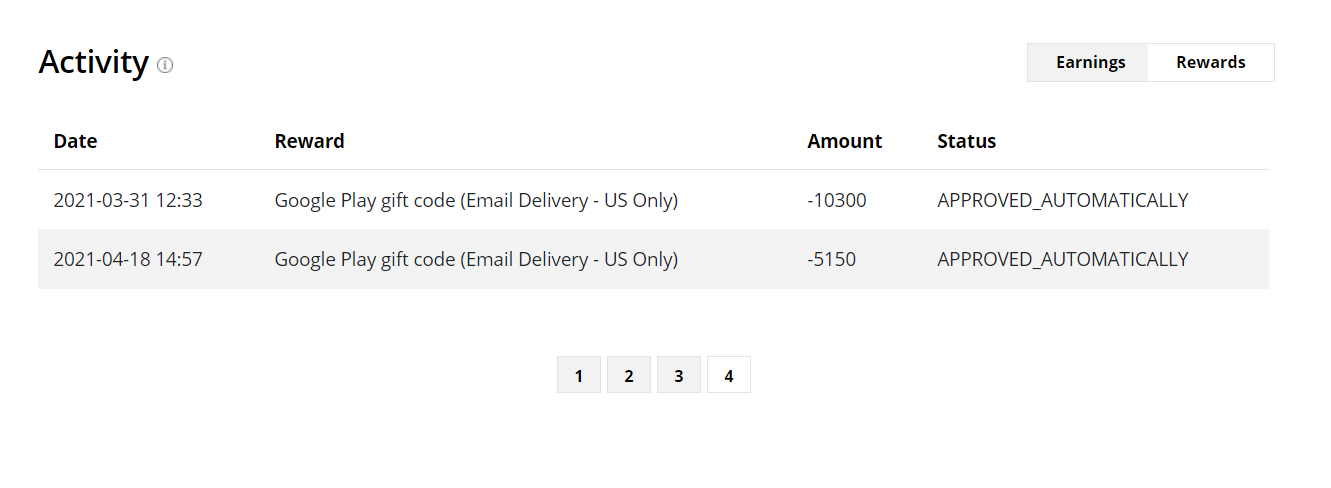 Activity
Earnings Rewards
Date Reward Amount Status
2021-03-31 12:33 Google Play gift code (Email Delivery - US Only) -10300 APPROVED_AUTOMATICALLY
2021-04-18 14:57 Google Play gift code (Email Delivery - US Only) -5150 APPROVED_AUTOMATICALLY
1 2 3 4